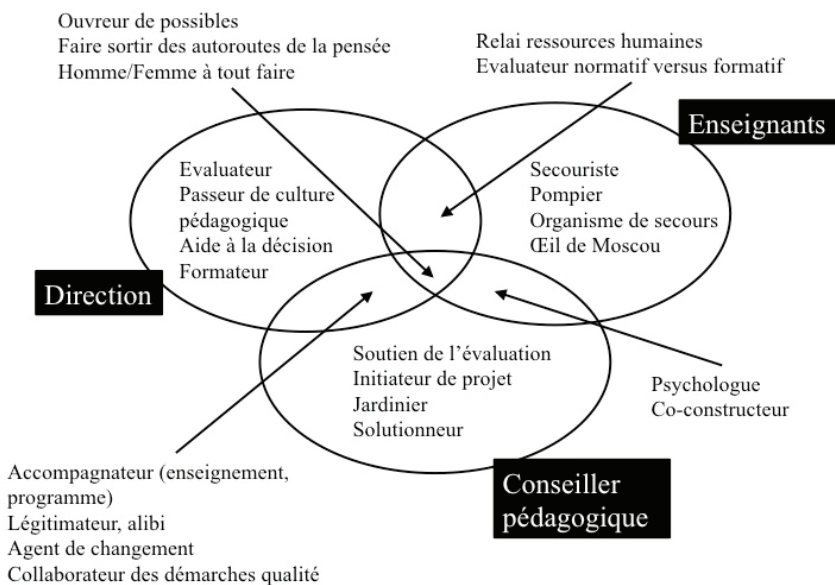 Ouvreur de possibles
Faire sortir des autoroutes de la pensée
Homme/Femme à tout faire
Relai ressources humaines
Evaluateur normatif versus formatif
Enseignants
Evaluateur
Passeur de culture
pédagogique
Aide à la décision
Formateur
Secouriste
Pompier
Organisme de secours
Œil de Moscou
Direction
Soutien de l’évaluation
Initiateur de projet
Jardinier
Solutionneur
Psychologue
Co-constructeur
Accompagnateur (enseignement,
programme)
Légitimateur, alibi
Agent de changement
Collaborateur des démarches qualité
Conseiller
pédagogique